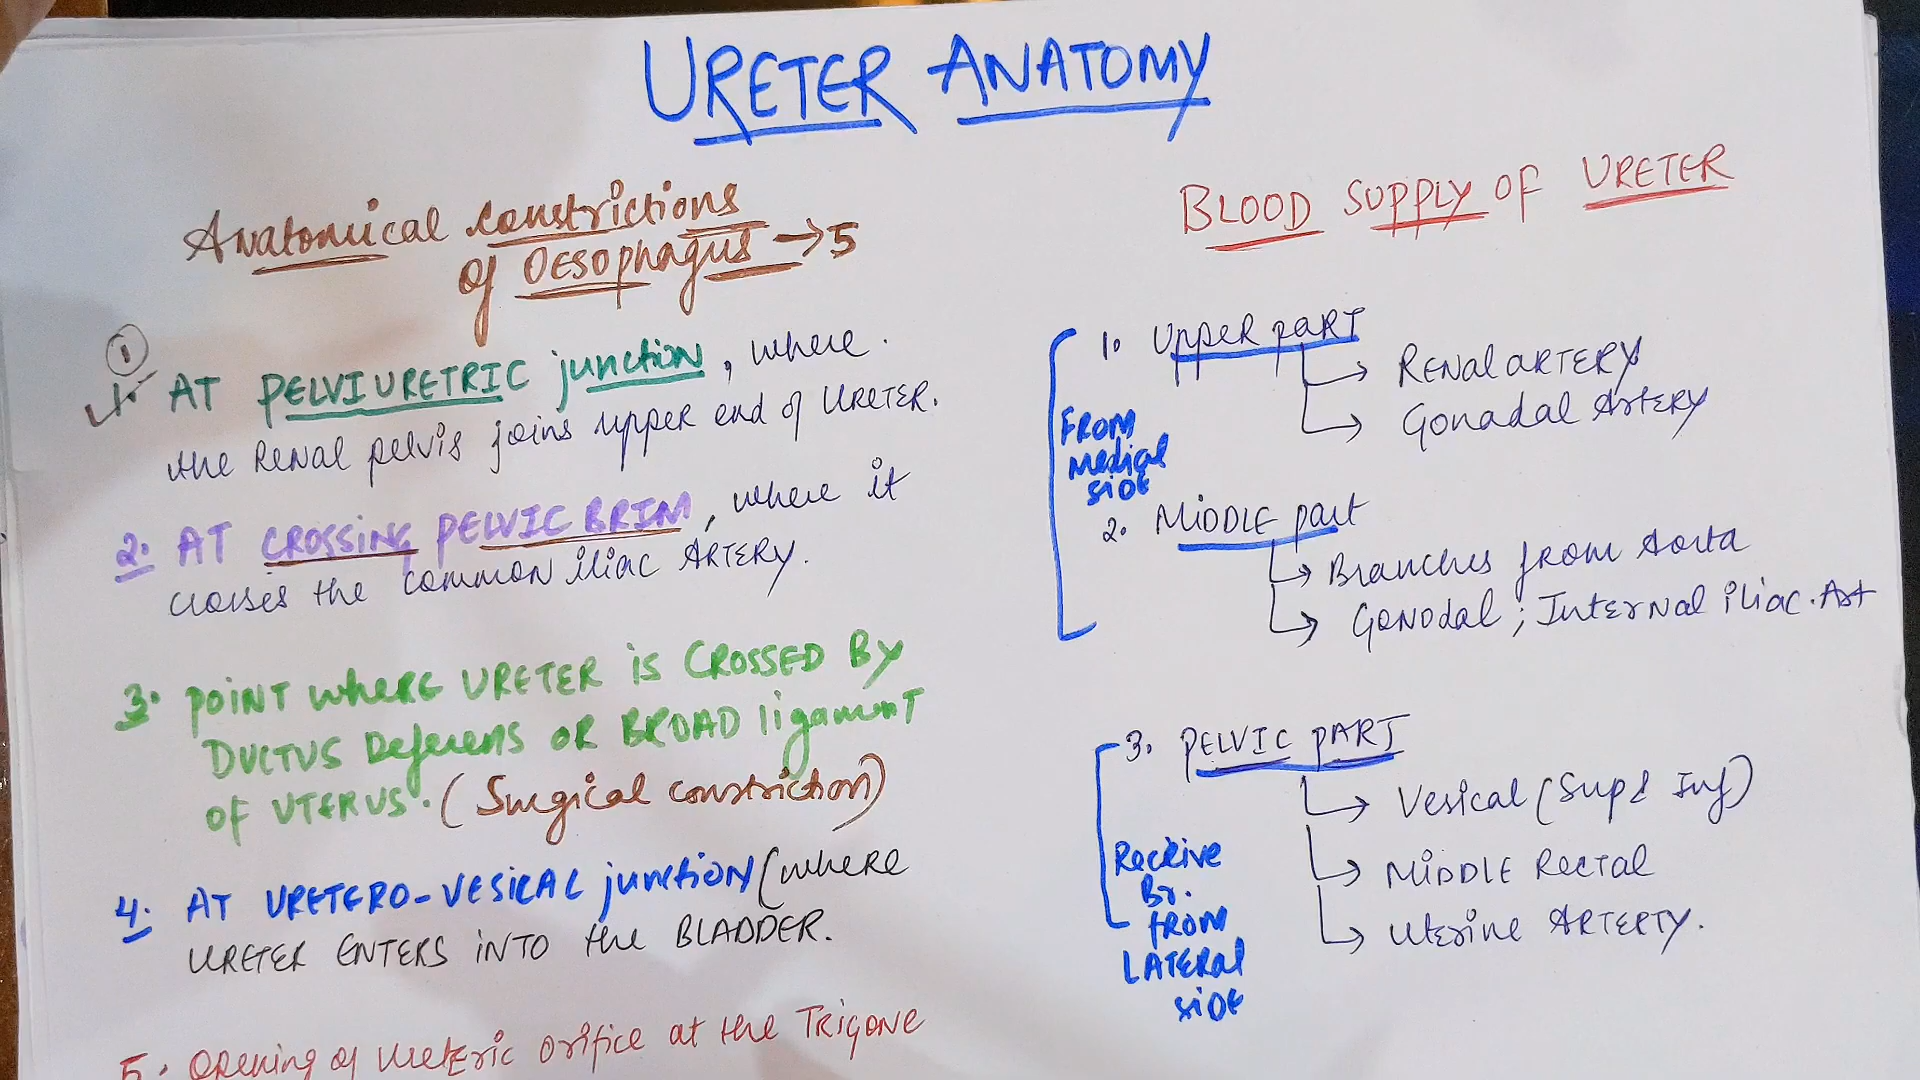 URETER ANATOMY
Anatomical constrictions
of OESophagus → 5
1
1. AT PELVIURETRIC junction, where.
the Renal pelvis joins upper end of URETER.
2. AT CROSSING PELVIC BRIM, where it
crosses the common iliac ARTERY.
3. POINT where URETER is CROSSED By
DUCTUS Deferens OR BROAD ligament
OF UTERUS. (Surgical constriction)
4. AT URETERO-VESICAL junction (where
URETER ENTERS iNTO the BLADDER.
5. Opening of Ureteric orifice at the TRIGONE
BLOOD SUPPLY OF URETER
1. Upper PART
→ RENal ARTERY
→ Gonadal ARtERY
FROM
Medial
SiDE
2. MiDDLE part
→ Branches from Aorta
→ GONOdal ; Internal iliac. Art
3. PELVIC PART
→ Vesical (Sup & Inf)
→ MiDDLE Rectal
→ Uterine ARTERTY.
Receive
Br.
FROM
LATERal
SiDE